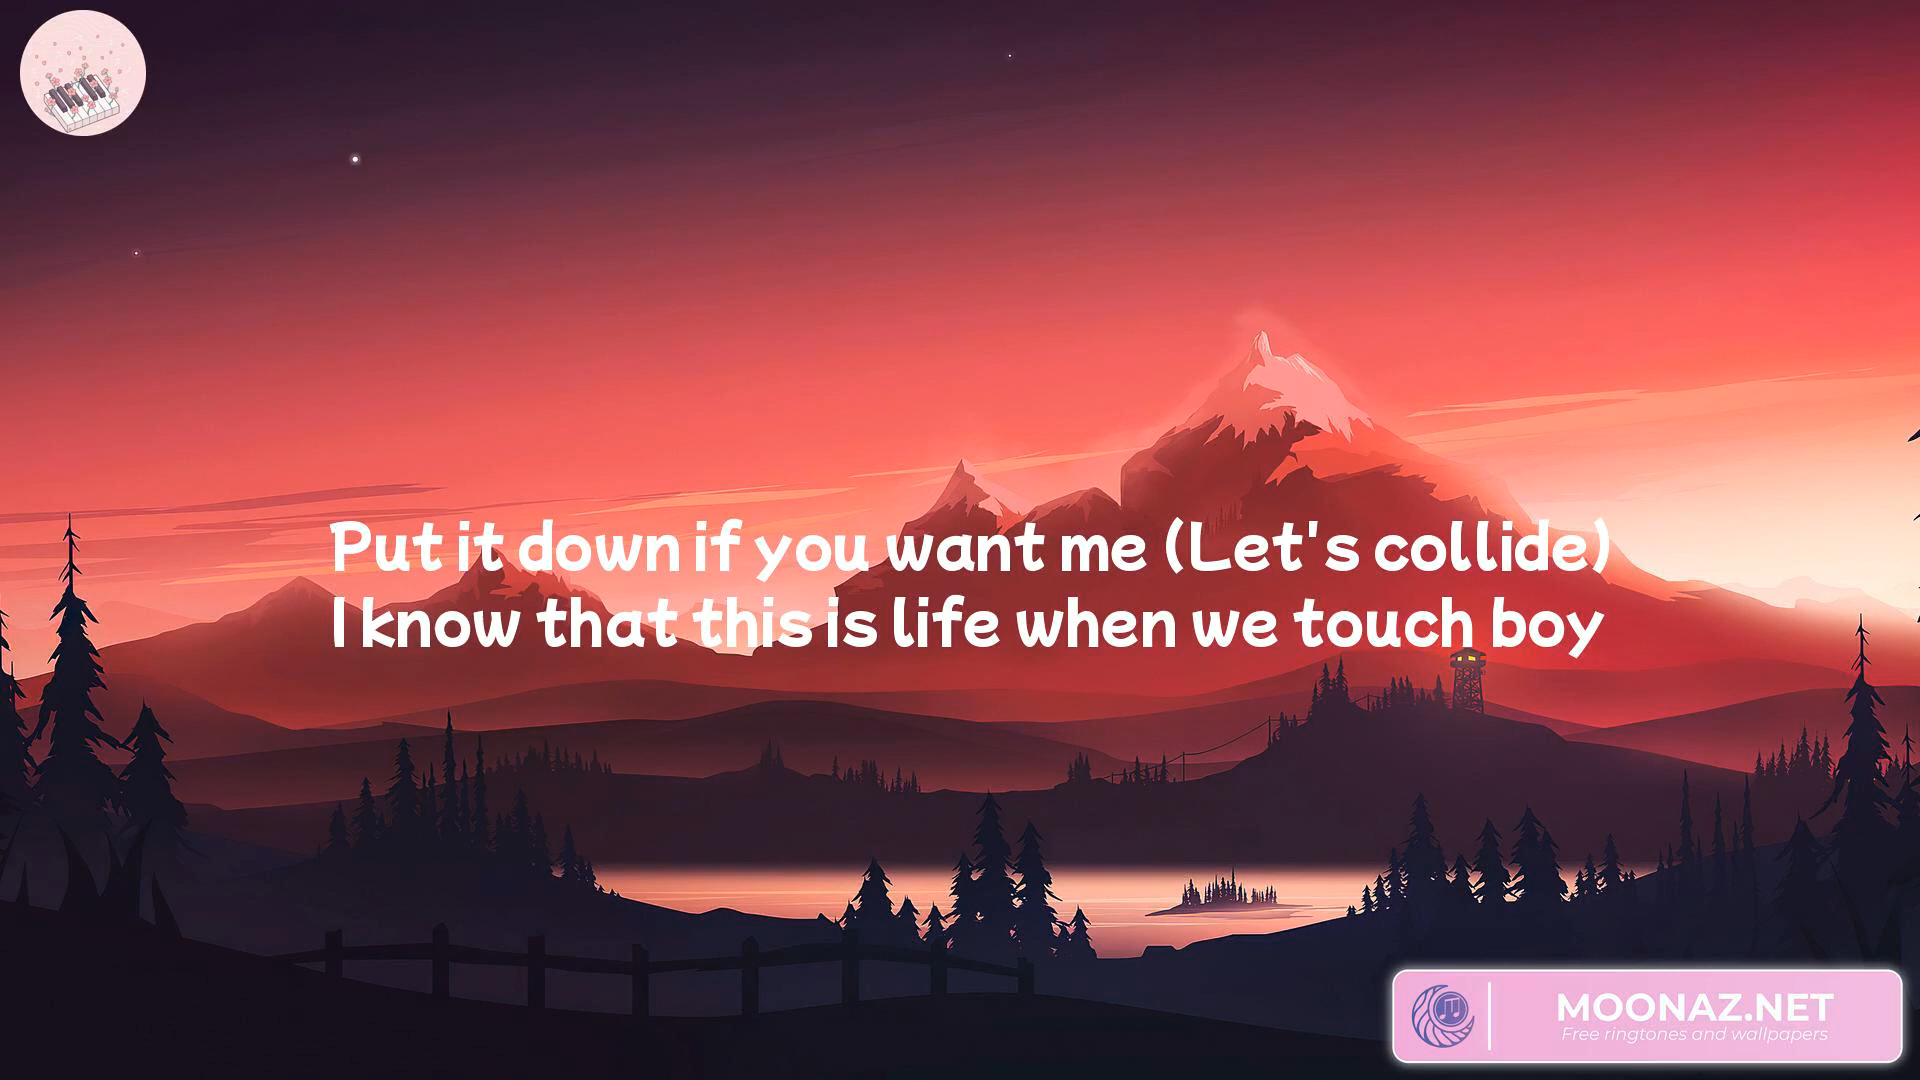 Put it down if you want me (Let's collide)
I know that this is life when we touch boy
MOONAZ.NET
Free ringtones and wallpapers